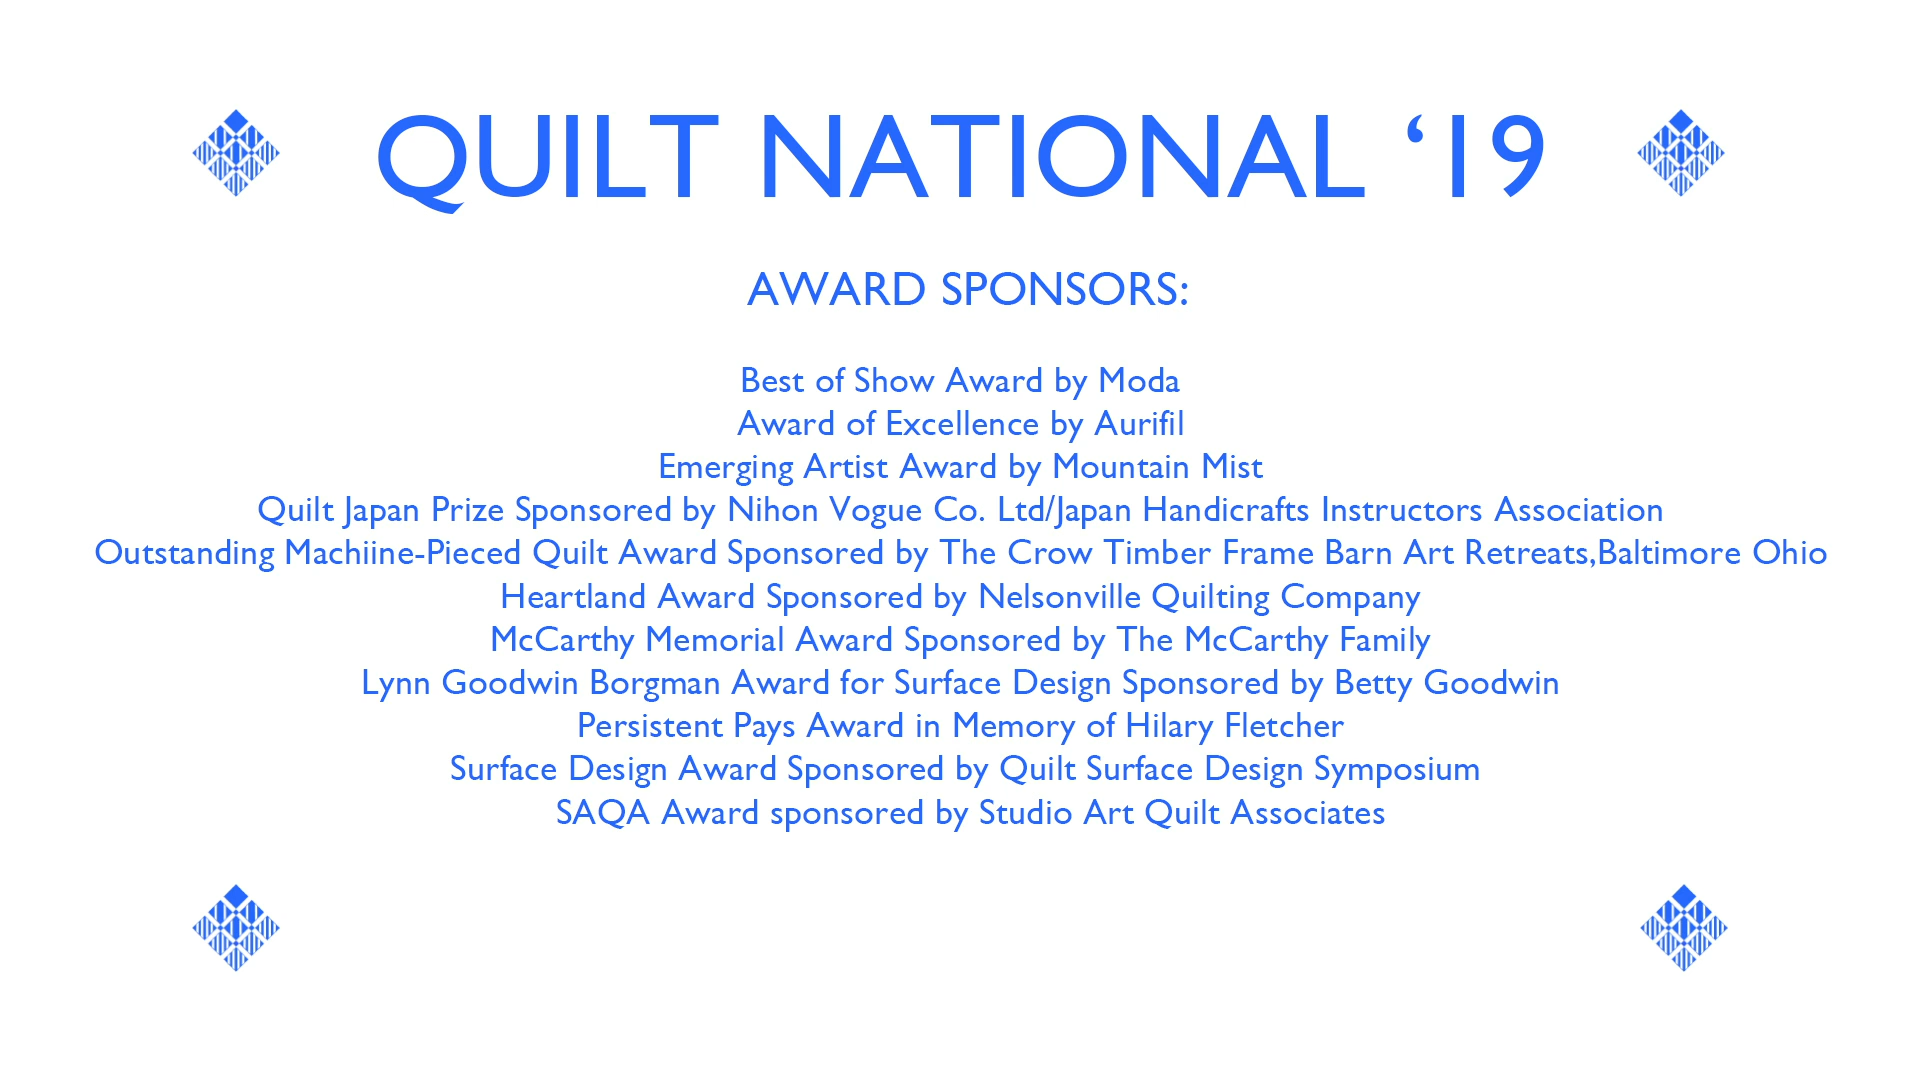 QUILT NATIONAL ‘19
AWARD SPONSORS:
Best of Show Award by Moda
Award of Excellence by Aurifil
Emerging Artist Award by Mountain Mist
Quilt Japan Prize Sponsored by Nihon Vogue Co. Ltd/Japan Handicrafts Instructors Association
Outstanding Machiine-Pieced Quilt Award Sponsored by The Crow Timber Frame Barn Art Retreats,Baltimore Ohio
Heartland Award Sponsored by Nelsonville Quilting Company
McCarthy Memorial Award Sponsored by The McCarthy Family
Lynn Goodwin Borgman Award for Surface Design Sponsored by Betty Goodwin
Persistent Pays Award in Memory of Hilary Fletcher
Surface Design Award Sponsored by Quilt Surface Design Symposium
SAQA Award sponsored by Studio Art Quilt Associates